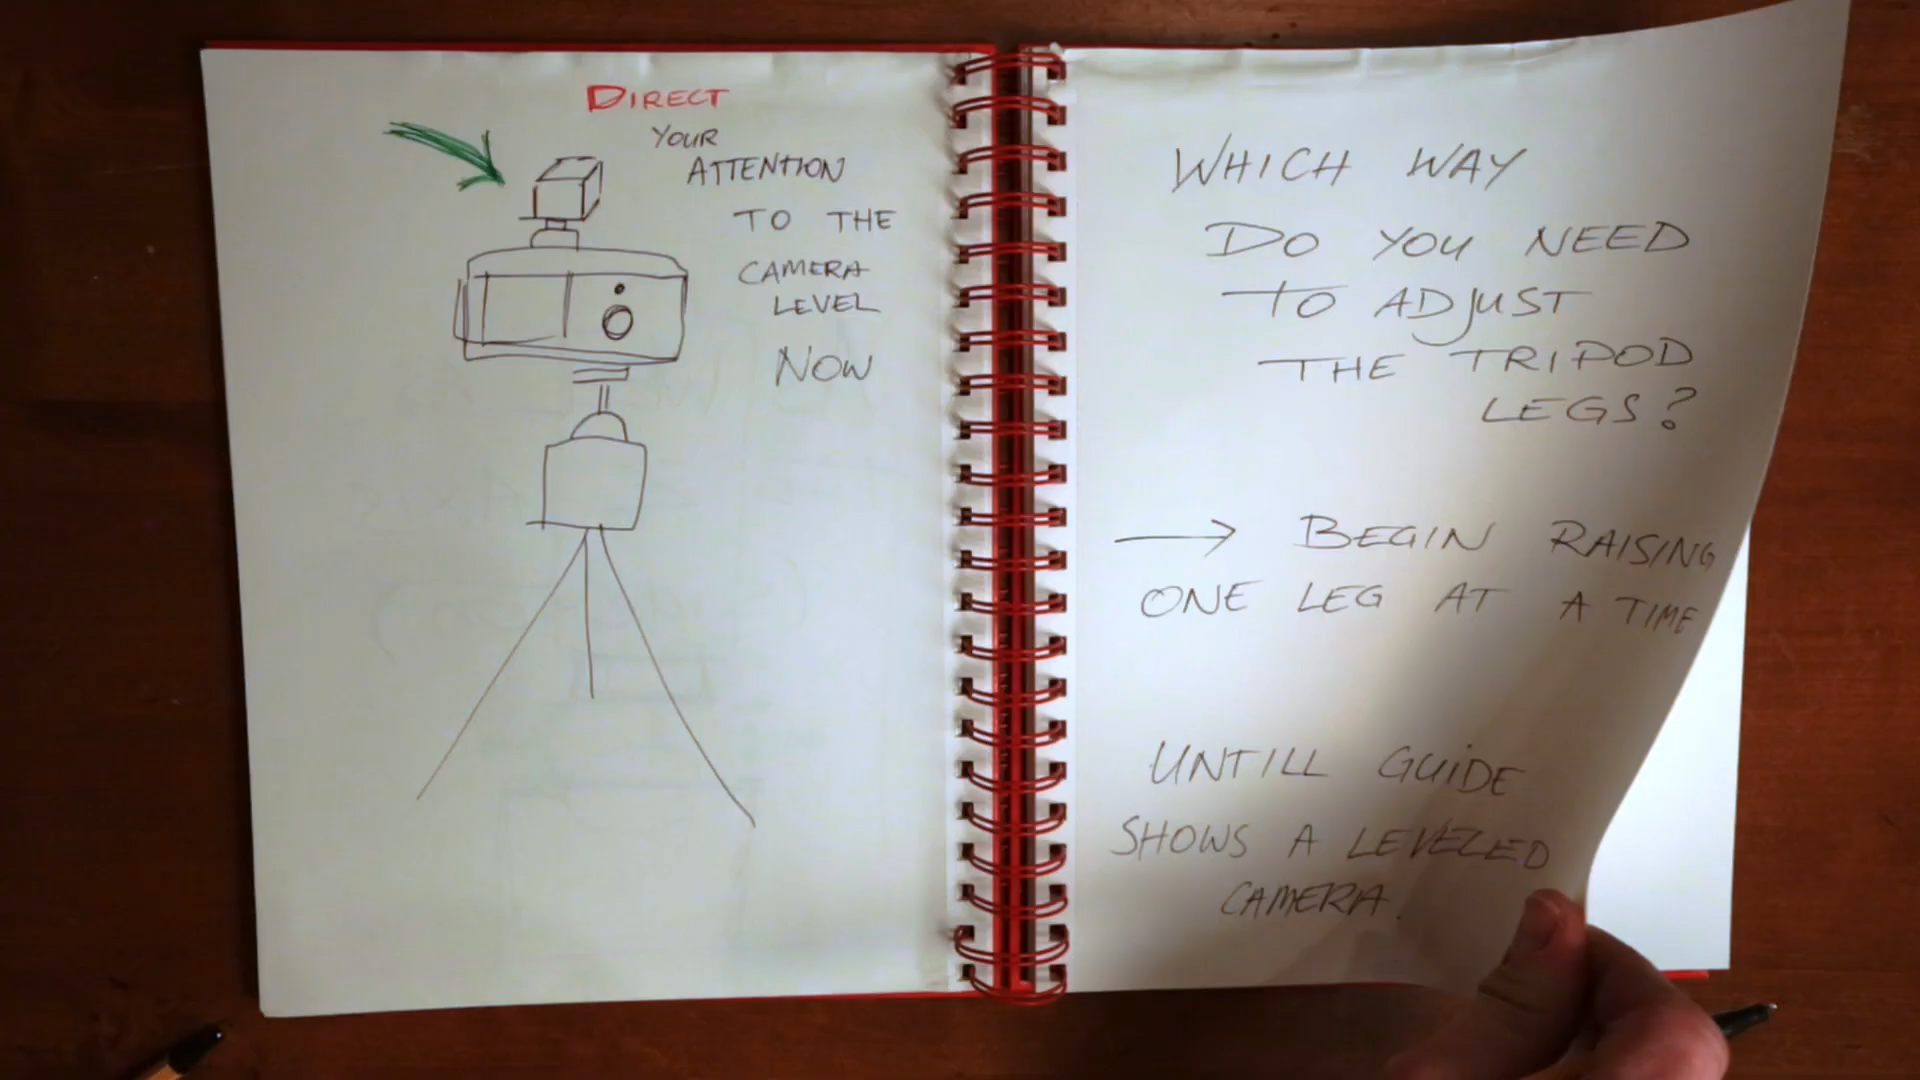 DIRECT
YOUR
ATTENTION
TO THE
CAMERA
LEVEL
NOW
WHICH WAY
DO YOU NEED
TO ADJUST
THE TRIPOD
LEGS?
→ BEGIN RAISING
ONE LEG AT A TIME
UNTILL GUIDE
SHOWS A LEVELED
CAMERA.